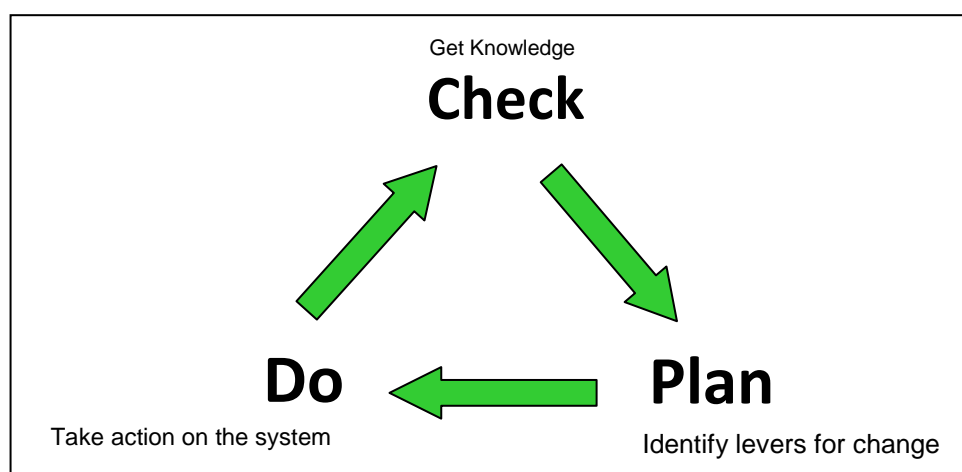 Get Knowledge
Check
Do
Plan
Take action on the system
Identify levers for change